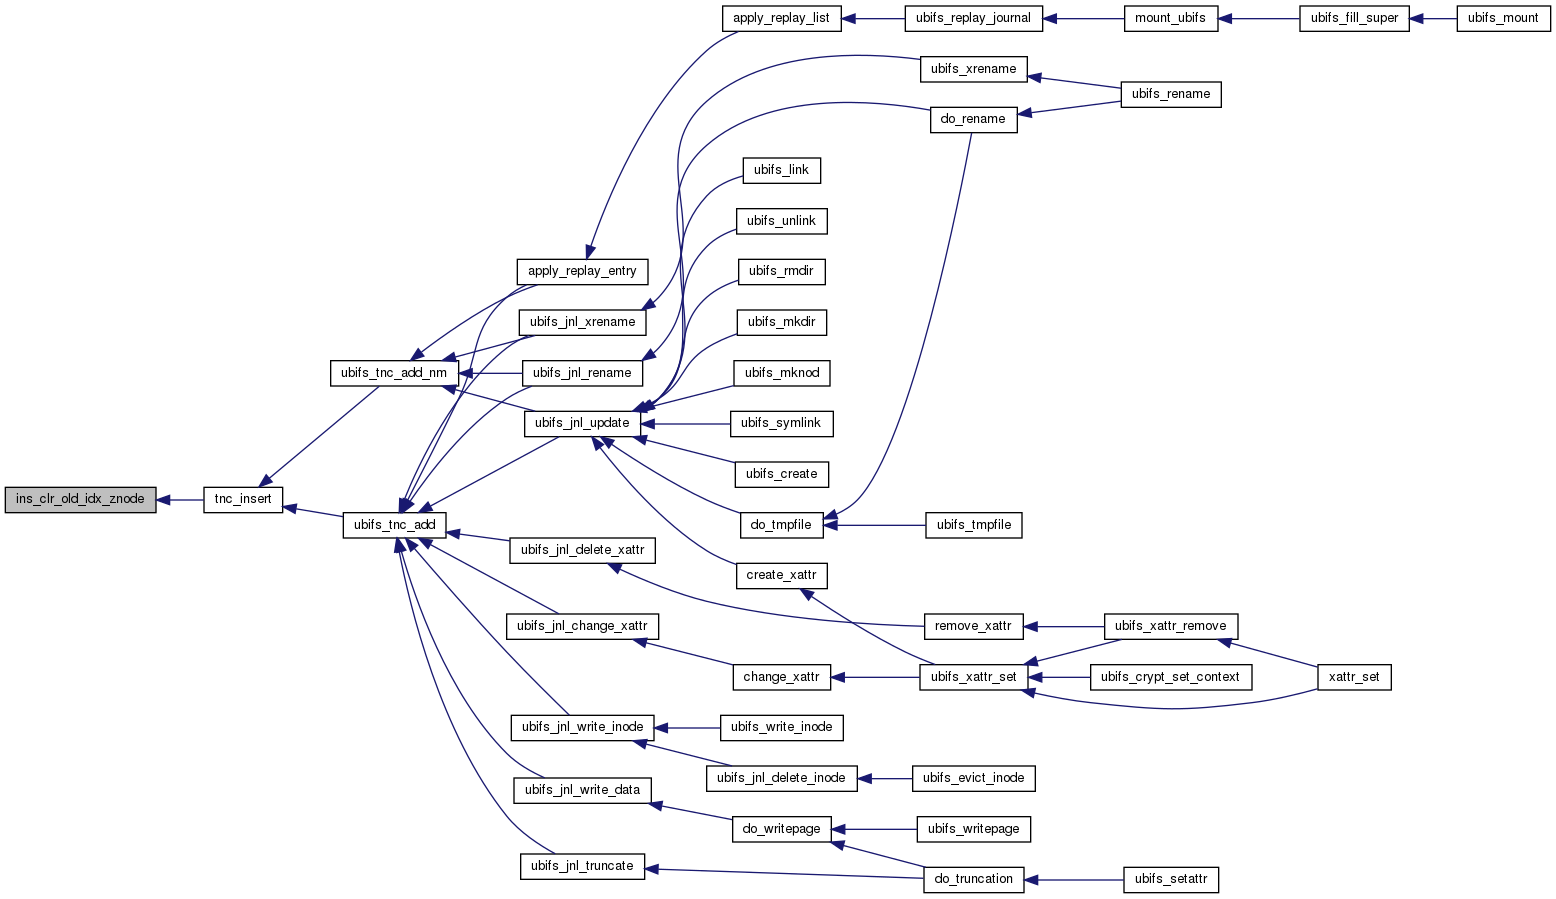 apply_replay_list
ubifs_replay_journal
mount_ubifs
ubifs_fill_super
ubifs_mount
ubifs_xrename
ubifs_rename
do_rename
ubifs_link
ubifs_unlink
apply_replay_entry
ubifs_rmdir
ubifs_jnl_xrename
ubifs_mkdir
ubifs_tnc_add_nm
ubifs_jnl_rename
ubifs_mknod
ubifs_jnl_update
ubifs_symlink
ubifs_create
ins_clr_old_idx_znode
tnc_insert
ubifs_tnc_add
do_tmpfile
ubifs_tmpfile
ubifs_jnl_delete_xattr
create_xattr
ubifs_jnl_change_xattr
remove_xattr
ubifs_xattr_remove
change_xattr
ubifs_xattr_set
ubifs_crypt_set_context
xattr_set
ubifs_jnl_write_inode
ubifs_write_inode
ubifs_jnl_delete_inode
ubifs_evict_inode
ubifs_jnl_write_data
do_writepage
ubifs_writepage
ubifs_jnl_truncate
do_truncation
ubifs_setattr